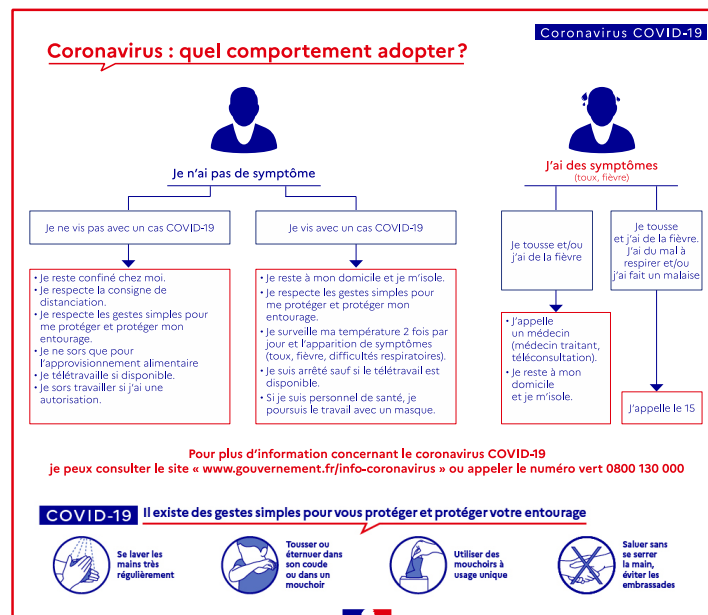 Coronavirus COVID-19
Coronavirus : quel comportement adopter ?
Je n'ai pas de symptôme
J'ai des symptômes
(toux, fièvre)
Je ne vis pas avec un cas COVID-19
Je vis avec un cas COVID-19
Je tousse et/ou
j'ai de la fièvre
Je tousse
et j'ai de la fièvre.
J'ai du mal à
respirer et/ou
j'ai fait un malaise
• Je reste confiné chez moi.
• Je respecte la consigne de
distanciation.
• Je respecte les gestes simples pour
me protéger et protéger mon
entourage.
• Je ne sors que pour
l'approvisionnement alimentaire
• Je télétravaille si disponible.
• Je sors travailler si j'ai une
autorisation.
• Je reste à mon domicile et je m'isole.
• Je respecte les gestes simples pour
me protéger et protéger mon
entourage.
• Je surveille ma température 2 fois par
jour et l'apparition de symptômes
(toux, fièvre, difficultés respiratoires).
• Je suis arrêté sauf si le télétravail est
disponible.
• Si je suis personnel de santé, je
poursuis le travail avec un masque.
• J'appelle
un médecin
(médecin traitant,
téléconsultation).
• Je reste à mon
domicile
et je m'isole.
J'appelle le 15
Pour plus d'information concernant le coronavirus COVID-19
je peux consulter le site « www.gouvernement.fr/info-coronavirus » ou appeler le numéro vert 0800 130 000
COVID-19 Il existe des gestes simples pour vous protéger et protéger votre entourage
Se laver les
mains très
régulièrement
Tousser ou
éternuer dans
son coude
ou dans un
mouchoir
Utiliser des
mouchoirs à
usage unique
Saluer sans
se serrer
la main,
éviter les
embrassades